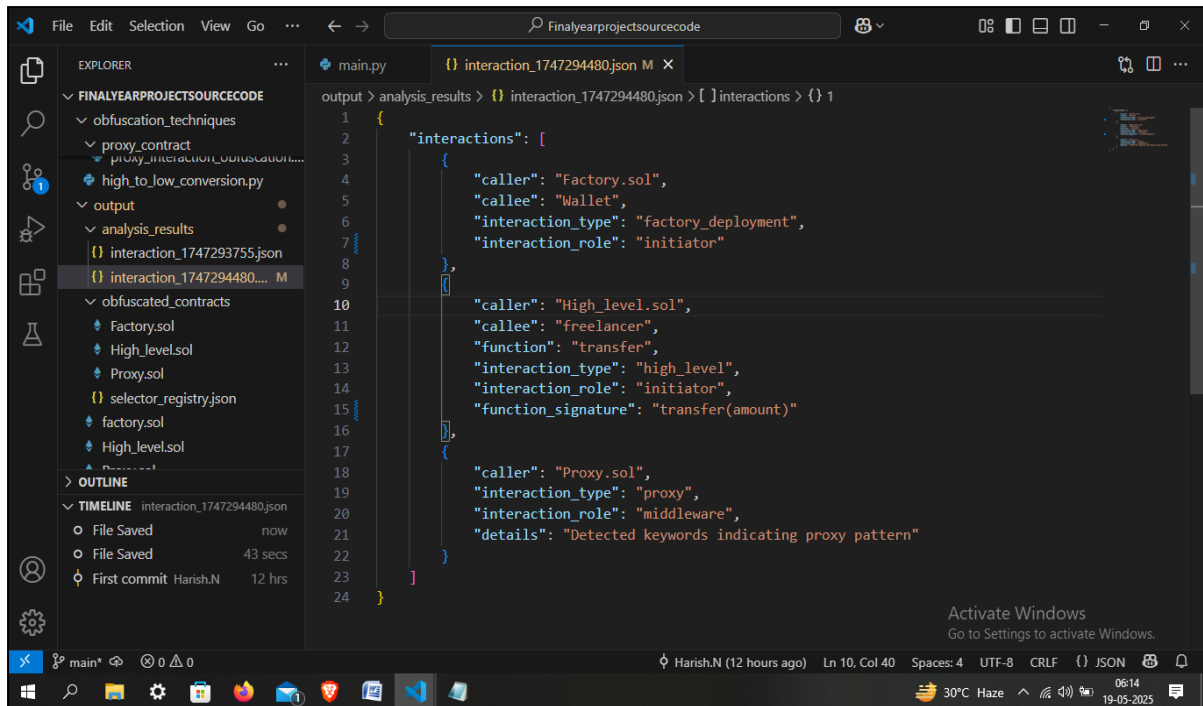 File Edit Selection View Go ··· Finalyearprojectsourcecode
EXPLORER ···
FINALYEARPROJECTSOURCECODE
obfuscation_techniques
proxy_contract
proxy_interaction_obfuscation....
high_to_low_conversion.py
output
analysis_results
interaction_1747293755.json
interaction_1747294480.... M
obfuscated_contracts
Factory.sol
High_level.sol
Proxy.sol
selector_registry.json
factory.sol
High_level.sol
OUTLINE
TIMELINE interaction_1747294480.json
File Saved now
File Saved 43 secs
First commit Harish.N 12 hrs
main.py {} interaction_1747294480.json M
output > analysis_results > {} interaction_1747294480.json > [ ] interactions > {} 1
1 {
2 "interactions": [
3 {
4 "caller": "Factory.sol",
5 "callee": "Wallet",
6 "interaction_type": "factory_deployment",
7 "interaction_role": "initiator"
8 },
9 {
10 "caller": "High_level.sol",
11 "callee": "freelancer",
12 "function": "transfer",
13 "interaction_type": "high_level",
14 "interaction_role": "initiator",
15 "function_signature": "transfer(amount)"
16 },
17 {
18 "caller": "Proxy.sol",
19 "interaction_type": "proxy",
20 "interaction_role": "middleware",
21 "details": "Detected keywords indicating proxy pattern"
22 }
23 ]
24 }
Activate Windows
Go to Settings to activate Windows.
main* 0 0 Harish.N (12 hours ago) Ln 10, Col 40 Spaces: 4 UTF-8 CRLF {} JSON
30°C Haze 06:14
19-05-2025